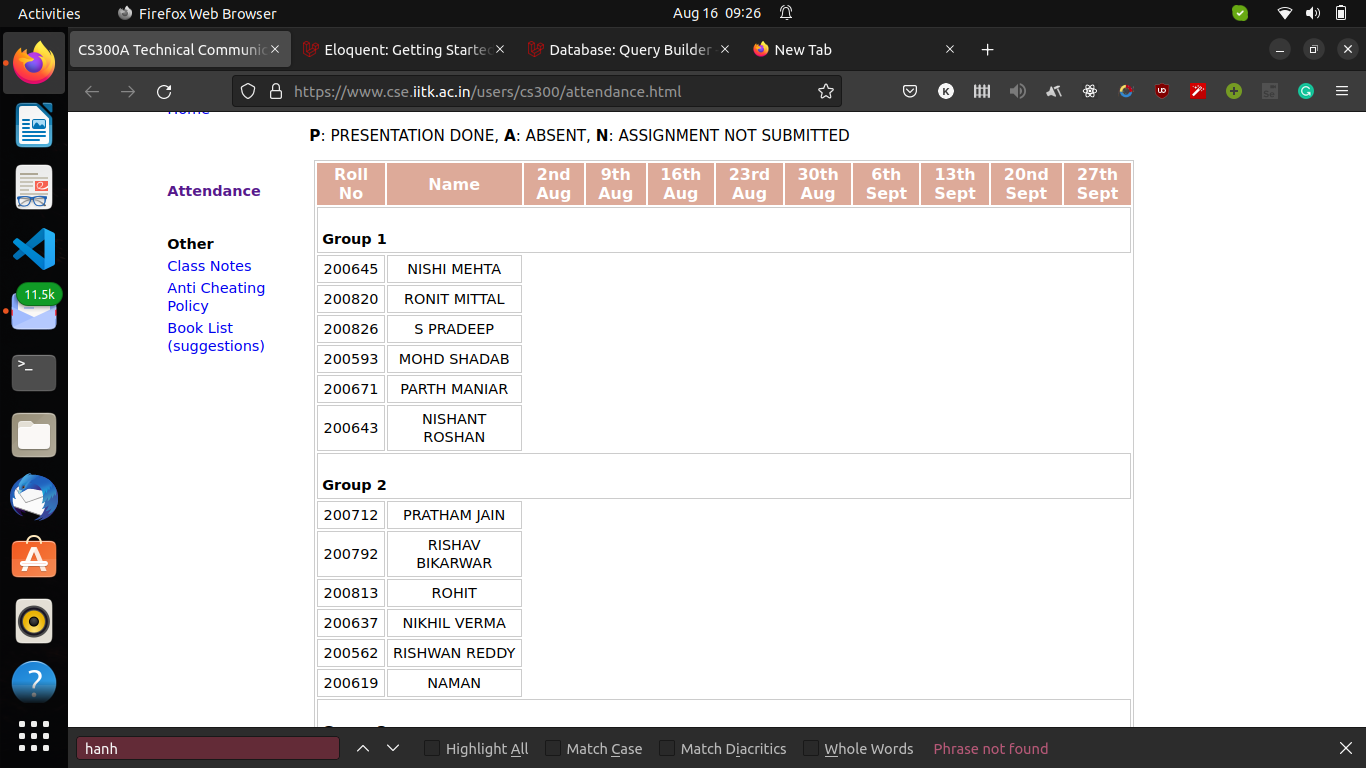 Activities
Firefox Web Browser
Aug 16 09:26
CS300A Technical Communic
Eloquent: Getting Started
Database: Query Builder
New Tab
https://www.cse.iitk.ac.in/users/cs300/attendance.html
Home
P: PRESENTATION DONE, A: ABSENT, N: ASSIGNMENT NOT SUBMITTED
Attendance
Other
Class Notes
Anti Cheating
Policy
Book List
(suggestions)
Roll No Name 2nd Aug 9th Aug 16th Aug 23rd Aug 30th Aug 6th Sept 13th Sept 20nd Sept 27th Sept
Group 1
200645 NISHI MEHTA
200820 RONIT MITTAL
200826 S PRADEEP
200593 MOHD SHADAB
200671 PARTH MANIAR
200643 NISHANT ROSHAN
Group 2
200712 PRATHAM JAIN
200792 RISHAV BIKARWAR
200813 ROHIT
200637 NIKHIL VERMA
200562 RISHWAN REDDY
200619 NAMAN
11.5k
hanh
Highlight All
Match Case
Match Diacritics
Whole Words
Phrase not found